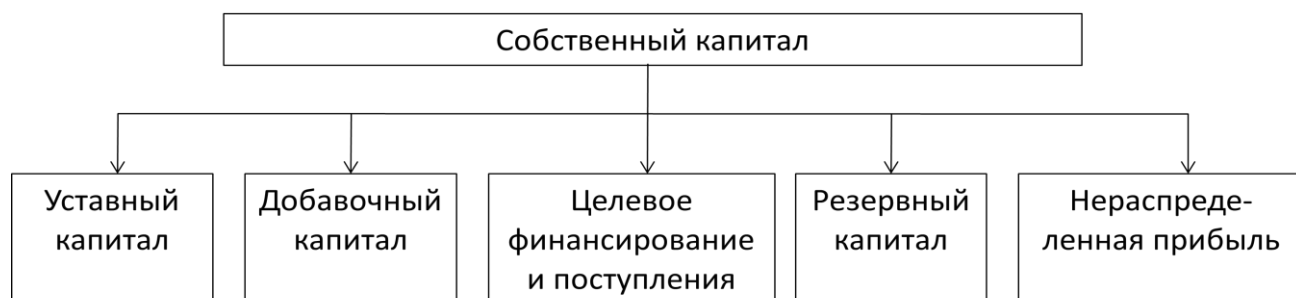 Собственный капитал
Уставный
капитал
Добавочный
капитал
Целевое
финансирование
и поступления
Резервный
капитал
Нераспреде-
ленная прибыль